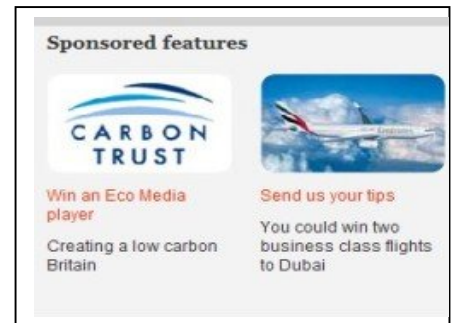 Sponsored features
CARBON
TRUST
Emirates
Win an Eco Media
player
Creating a low carbon
Britain
Send us your tips
You could win two
business class flights
to Dubai